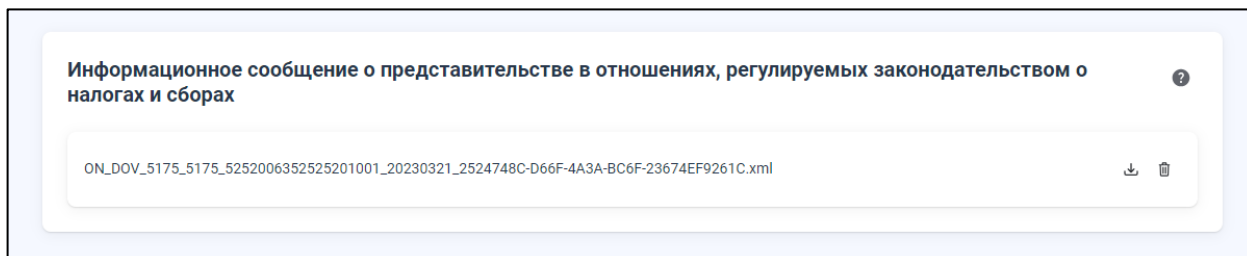 Информационное сообщение о представительстве в отношениях, регулируемых законодательством о
налогах и сборах
?
ON_DOV_5175_5175_5252006352525201001_20230321_2524748C-D66F-4A3A-BC6F-23674EF9261C.xml